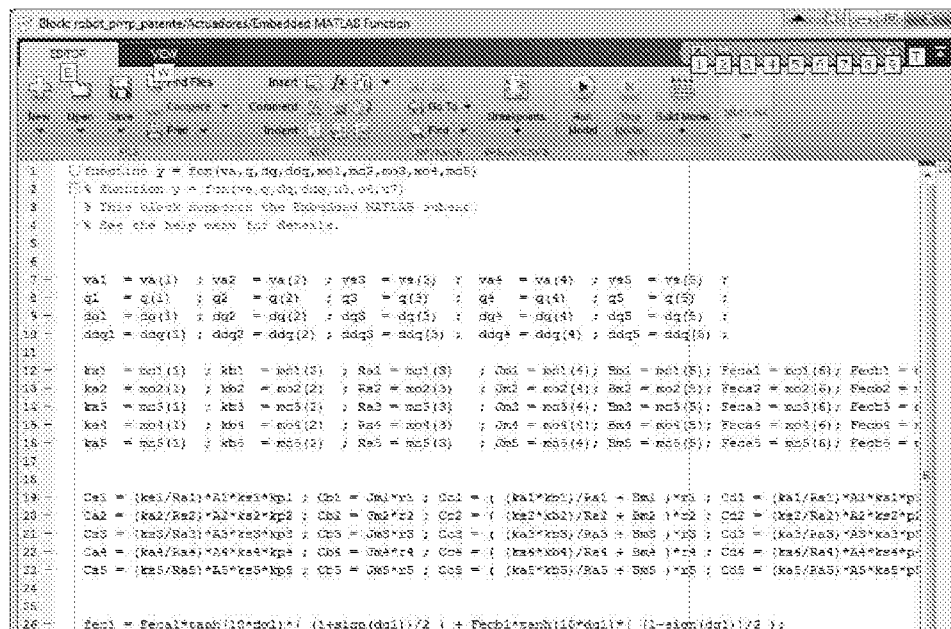 Block: robot_prrrp_patente/Actuadores/Embedded MATLAB Function
EDITOR VIEW
E W 1 2 3 4 5 6 7 8 9 T
Find Files Insert fx
New Open Save Compare Comment Go To Breakpoints Run Model Build Model
Print Indent Find
1 function y = fcn(va,q,dq,ddq,mo1,mo2,mo3,mo4,mo5)
2 % function y = fcn(va,q,dq,ddq,u5,u6,u7)
3 % This block supports the Embedded MATLAB subset.
4 % See the help menu for details.
5
6
7 va1 = va(1) ; va2 = va(2) ; va3 = va(3) ; va4 = va(4) ; va5 = va(5) ;
8 q1 = q(1) ; q2 = q(2) ; q3 = q(3) ; q4 = q(4) ; q5 = q(5) ;
9 dq1 = dq(1) ; dq2 = dq(2) ; dq3 = dq(3) ; dq4 = dq(4) ; dq5 = dq(5) ;
10 ddq1 = ddq(1) ; ddq2 = ddq(2) ; ddq3 = ddq(3) ; ddq4 = ddq(4) ; ddq5 = ddq(5) ;
11
12 ka1 = mo1(1) ; kb1 = mo1(2) ; Ra1 = mo1(3) ; Jm1 = mo1(4); Bm1 = mo1(5); Feca1 = mo1(6); Fecb1 =
13 ka2 = mo2(1) ; kb2 = mo2(2) ; Ra2 = mo2(3) ; Jm2 = mo2(4); Bm2 = mo2(5); Feca2 = mo2(6); Fecb2 =
14 ka3 = mo3(1) ; kb3 = mo3(2) ; Ra3 = mo3(3) ; Jm3 = mo3(4); Bm3 = mo3(5); Feca3 = mo3(6); Fecb3 =
15 ka4 = mo4(1) ; kb4 = mo4(2) ; Ra4 = mo4(3) ; Jm4 = mo4(4); Bm4 = mo4(5); Feca4 = mo4(6); Fecb4 =
16 ka5 = mo5(1) ; kb5 = mo5(2) ; Ra5 = mo5(3) ; Jm5 = mo5(4); Bm5 = mo5(5); Feca5 = mo5(6); Fecb5 =
17
18
19 Ca1 = (ka1/Ra1)*A1*ks1*kp1 ; Cb1 = Jm1*r1 ; Cc1 = ( (ka1*kb1)/Ra1 + Bm1 )*r1 ; Cd1 = (ka1/Ra1)*A1*ks1*p
20 Ca2 = (ka2/Ra2)*A2*ks2*kp2 ; Cb2 = Jm2*r2 ; Cc2 = ( (ka2*kb2)/Ra2 + Bm2 )*r2 ; Cd2 = (ka2/Ra2)*A2*ks2*p
21 Ca3 = (ka3/Ra3)*A3*ks3*kp3 ; Cb3 = Jm3*r3 ; Cc3 = ( (ka3*kb3)/Ra3 + Bm3 )*r3 ; Cd3 = (ka3/Ra3)*A3*ks3*p
22 Ca4 = (ka4/Ra4)*A4*ks4*kp4 ; Cb4 = Jm4*r4 ; Cc4 = ( (ka4*kb4)/Ra4 + Bm4 )*r4 ; Cd4 = (ka4/Ra4)*A4*ks4*p
23 Ca5 = (ka5/Ra5)*A5*ks5*kp5 ; Cb5 = Jm5*r5 ; Cc5 = ( (ka5*kb5)/Ra5 + Bm5 )*r5 ; Cd5 = (ka5/Ra5)*A5*ks5*p
24
25
26 fec1 = Feca1*tanh(10*dq1)*( (1+sign(dq1))/2 ) + Fecb1*tanh(10*dq1)*( (1-sign(dq1))/2 );